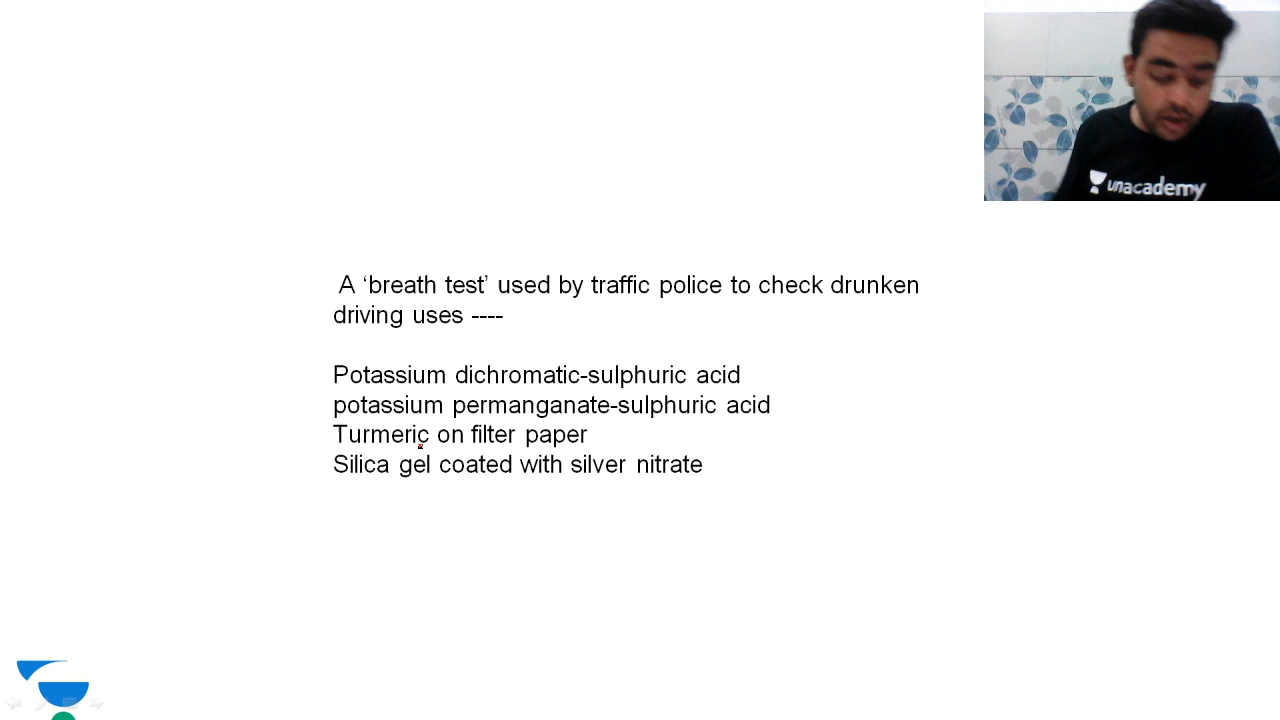 unacademy
A ‘breath test’ used by traffic police to check drunken
driving uses ----
Potassium dichromatic-sulphuric acid
potassium permanganate-sulphuric acid
Turmeric on filter paper
Silica gel coated with silver nitrate